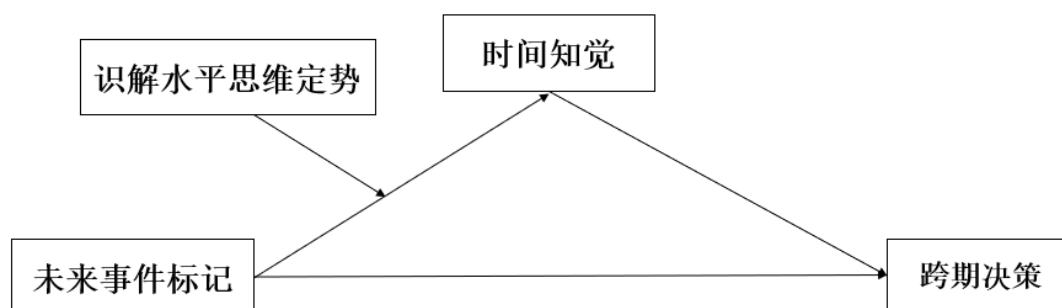 时间知觉
识解水平思维定势
未来事件标记
跨期决策